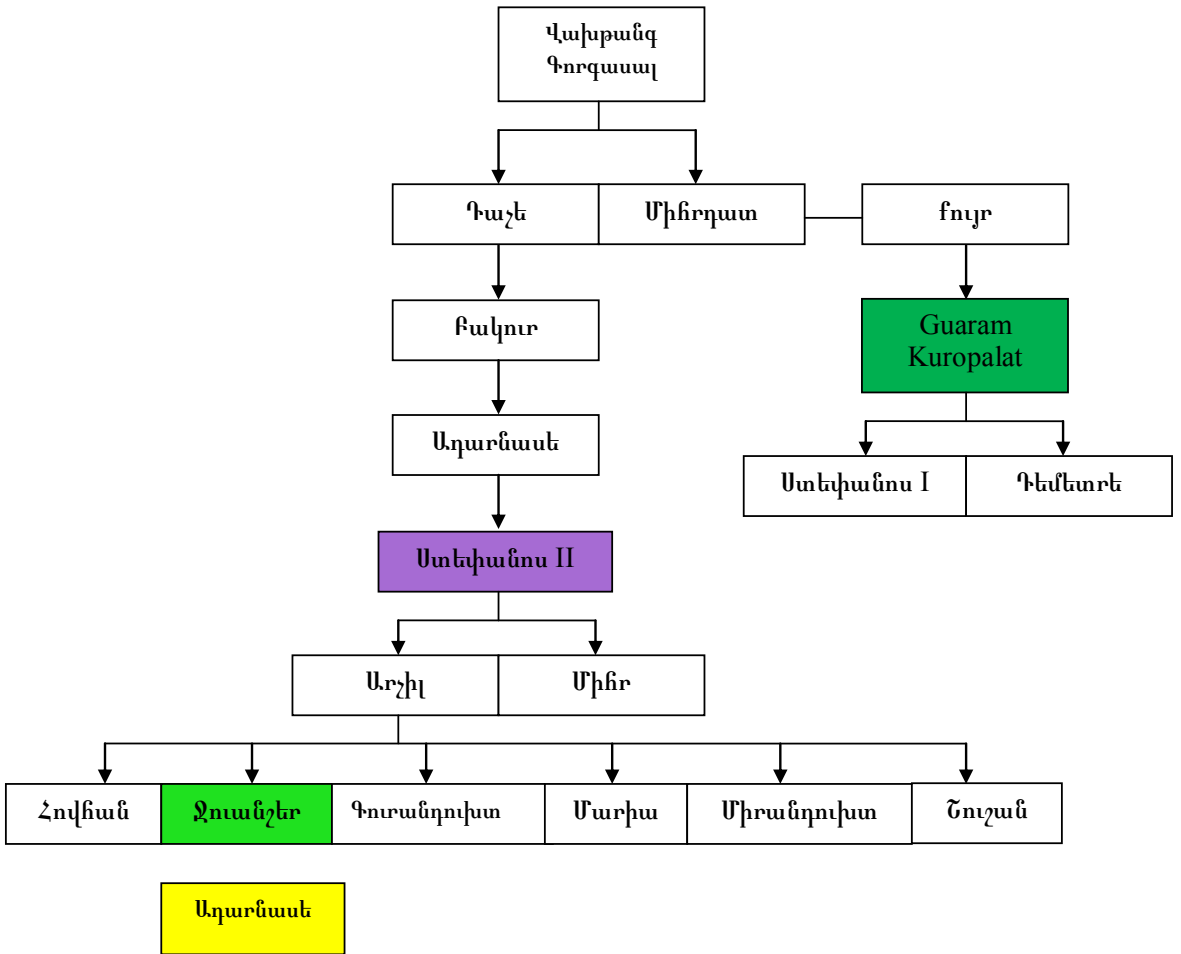 Վախթանգ
Գորգասալ
Դաչե
Միհրդատ
Քույր
Բակուր
Guaram
Kuropalat
Ադարնասե
Ստեփանոս I
Դեմետրե
Ստեփանոս II
Արչիլ
Միհր
Հովհան
Ջուանշեր
Գուրանդուխտ
Մարիա
Միրանդուխտ
Շուշան
Ադարնասե